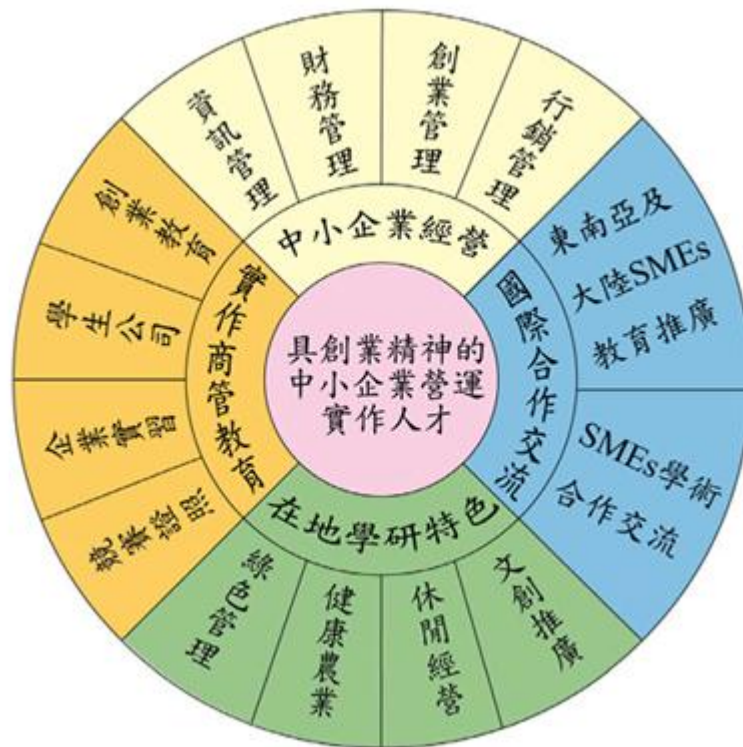 資訊管理
財務管理
創業管理
行銷管理
中小企業經營
東南亞及
大陸SMEs
教育推廣
SMEs學術
合作交流
國際合作交流
文創推廣
休閒經營
健康農業
綠色管理
在地學研特色
競賽證照
企業實習
學生公司
創業教育
實作商管教育
具創業精神的
中小企業營運
實作人才